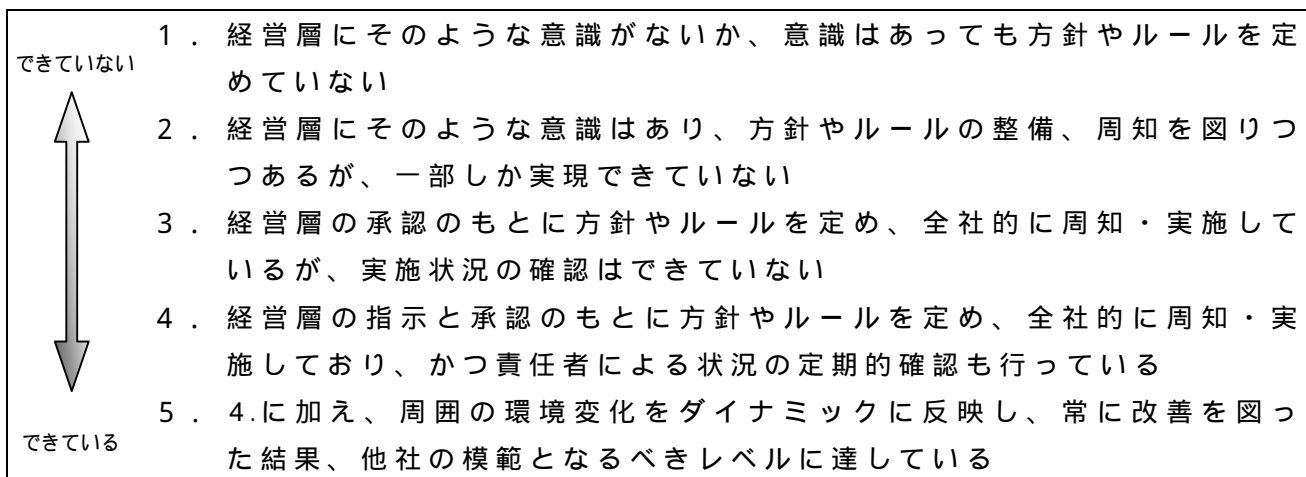 できていない
1．経営層にそのような意識がないか、意識はあっても方針やルールを定
めていない
2．経営層にそのような意識はあり、方針やルールの整備、周知を図りつ
つあるが、一部しか実現できていない
3．経営層の承認のもとに方針やルールを定め、全社的に周知・実施して
いるが、実施状況の確認はできていない
4．経営層の指示と承認のもとに方針やルールを定め、全社的に周知・実
施しており、かつ責任者による状況の定期的確認も行っている
5．4.に加え、周囲の環境変化をダイナミックに反映し、常に改善を図っ
た結果、他社の模範となるべきレベルに達している
できている